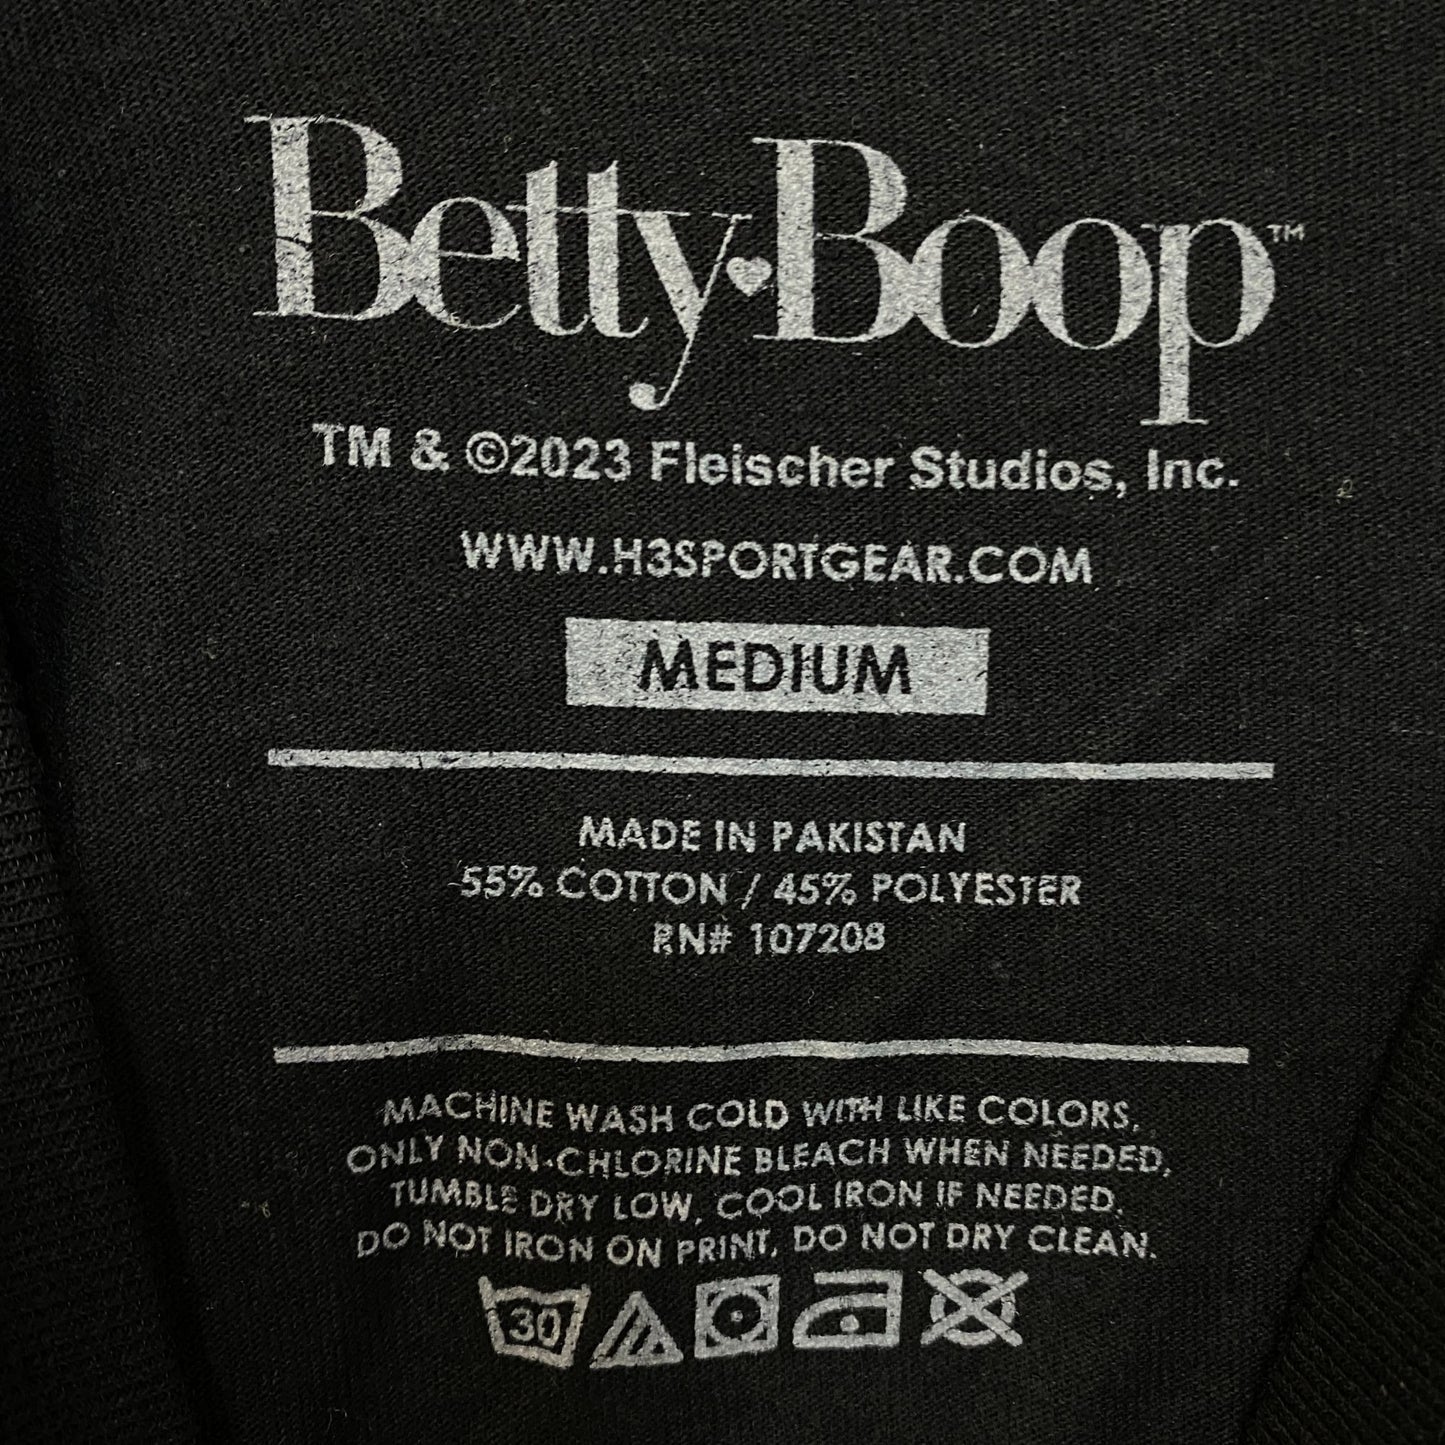 Betty♥Boop™
TM & ©2023 Fleischer Studios, Inc.
WWW.H3SPORTGEAR.COM
MEDIUM
MADE IN PAKISTAN
55% COTTON / 45% POLYESTER
RN# 107208
MACHINE WASH COLD WITH LIKE COLORS,
ONLY NON-CHLORINE BLEACH WHEN NEEDED,
TUMBLE DRY LOW, COOL IRON IF NEEDED,
DO NOT IRON ON PRINT, DO NOT DRY CLEAN.
30